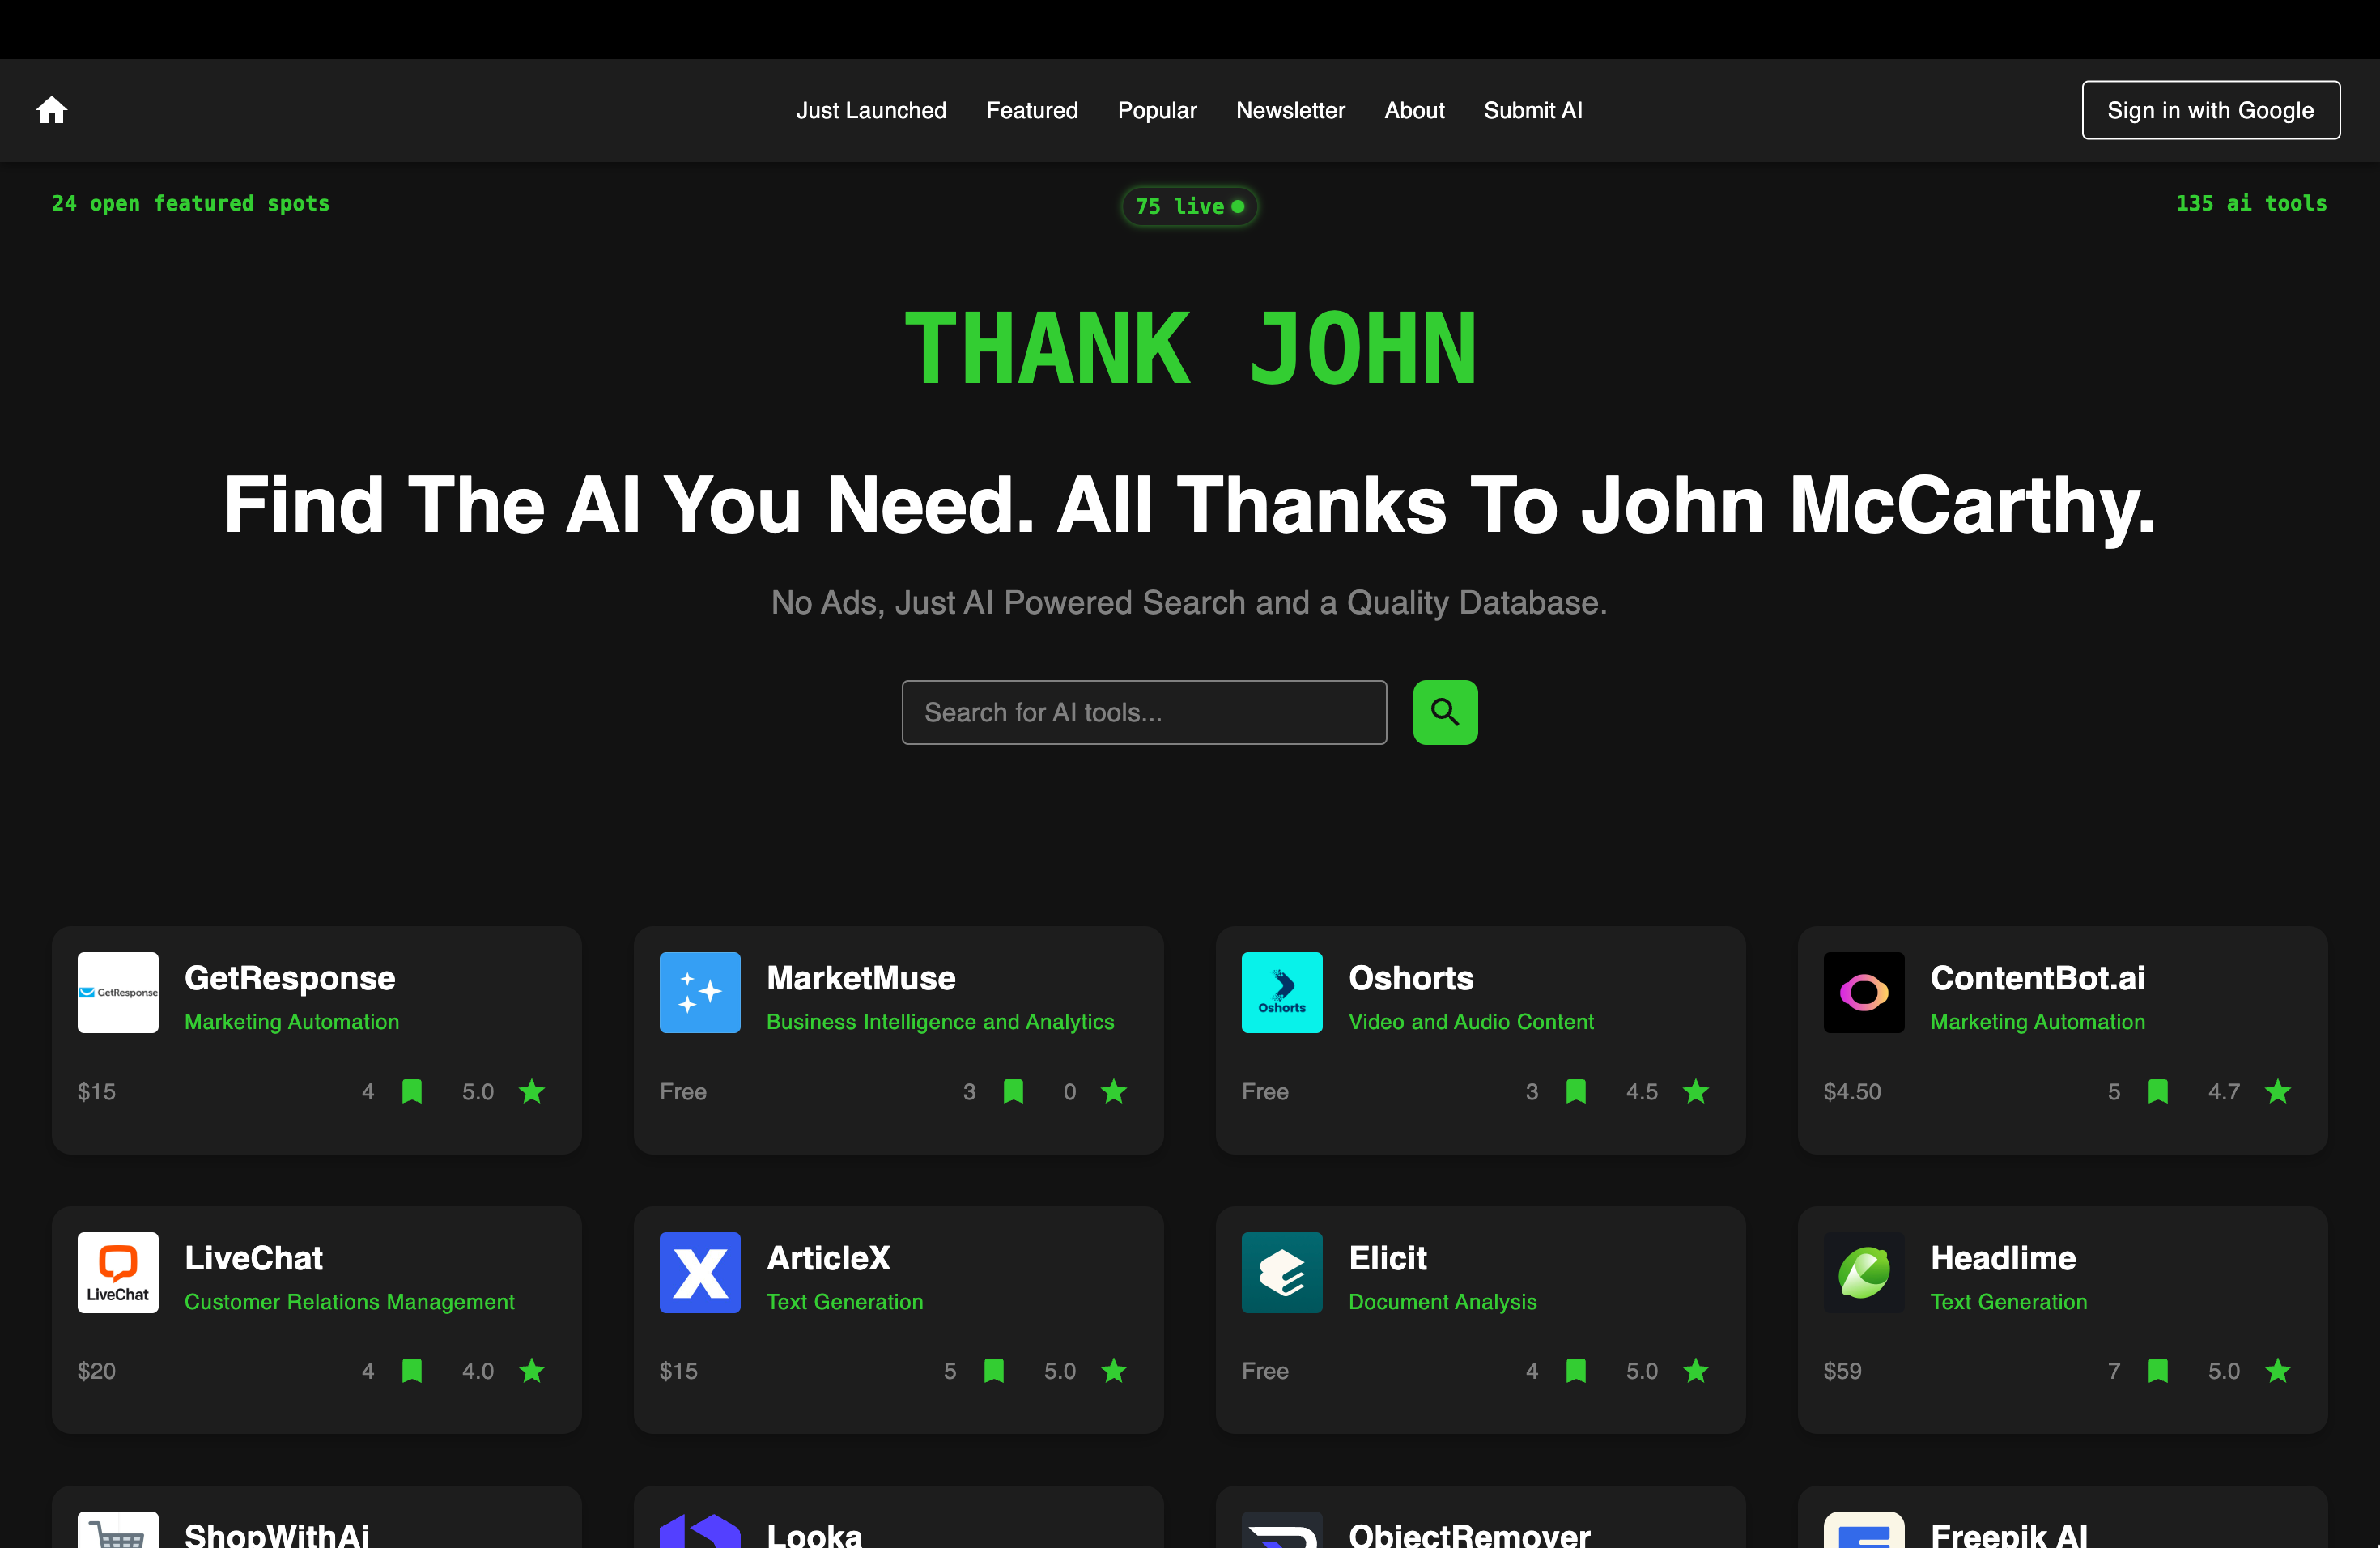 Just Launched Featured Popular Newsletter About Submit AI Sign in with Google
24 open featured spots 75 live 135 ai tools
THANK JOHN
Find The AI You Need. All Thanks To John McCarthy.
No Ads, Just AI Powered Search and a Quality Database.
Search for AI tools...
GetResponse
GetResponse
Marketing Automation
$15 4 5.0
MarketMuse
Business Intelligence and Analytics
Free 3 0
Oshorts
Oshorts
Video and Audio Content
Free 3 4.5
ContentBot.ai
Marketing Automation
$4.50 5 4.7
LiveChat
LiveChat
Customer Relations Management
$20 4 4.0
X
ArticleX
Text Generation
$15 5 5.0
Elicit
Document Analysis
Free 4 5.0
Headlime
Text Generation
$59 7 5.0
ShopWithAi
Looka
ObjectRemover
Freepik AI